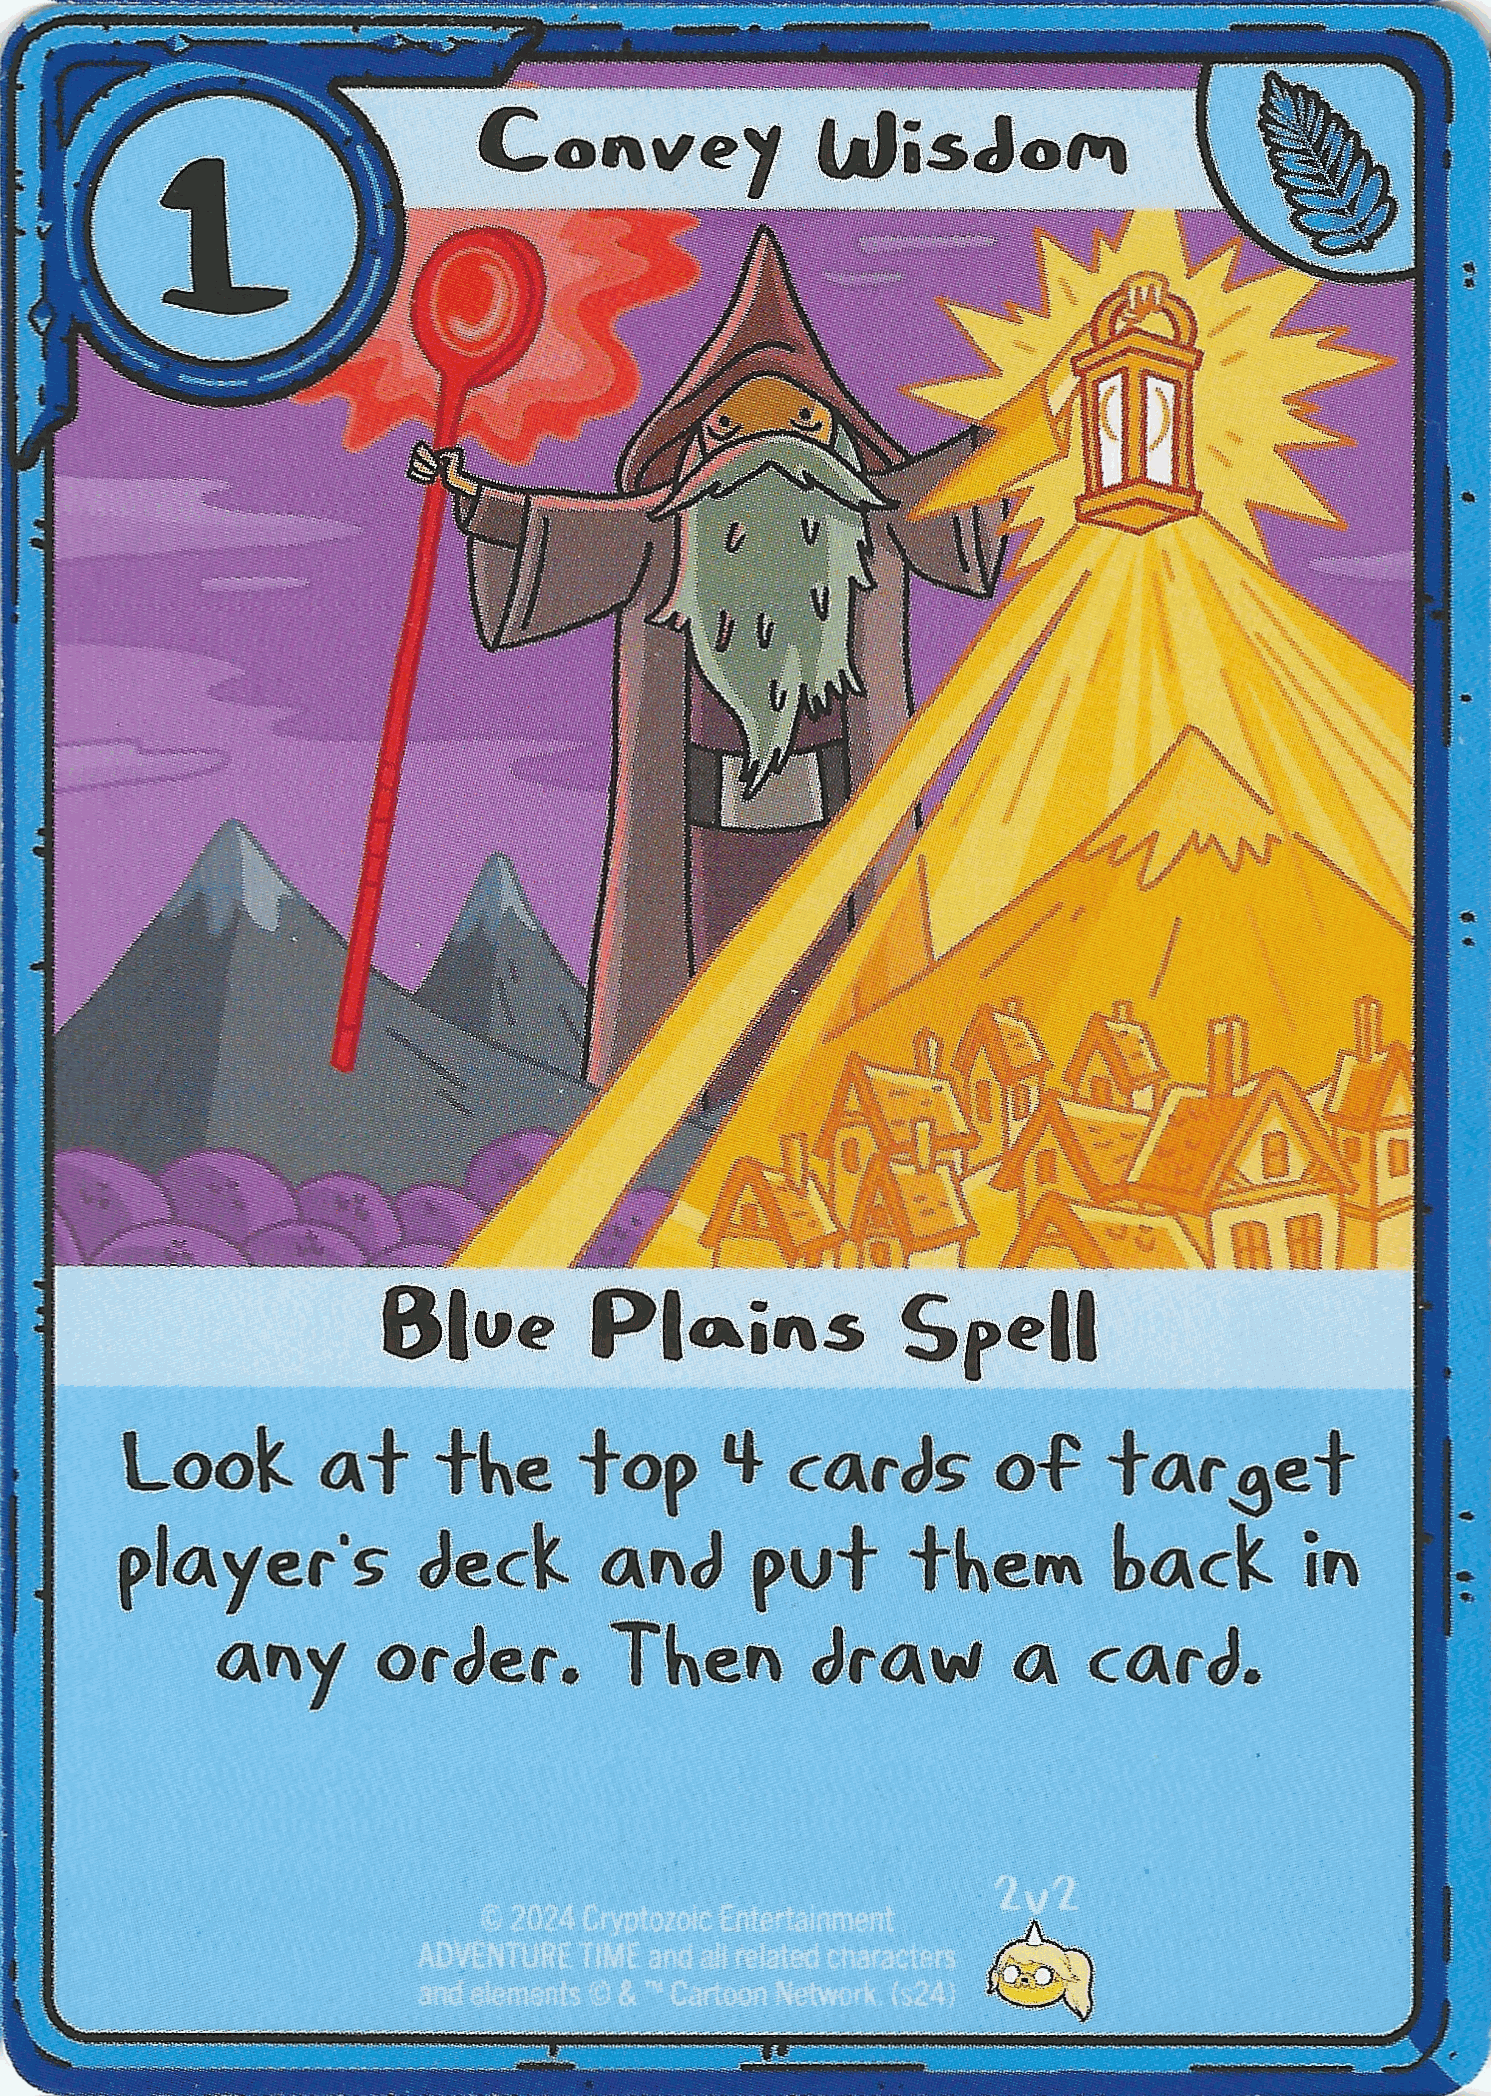 1
Convey Wisdom
Blue Plains Spell
Look at the top 4 cards of target
player's deck and put them back in
any order. Then draw a card.
2v2
© 2024 Cryptozoic Entertainment
ADVENTURE TIME and all related characters
and elements © & ™ Cartoon Network. (s24)